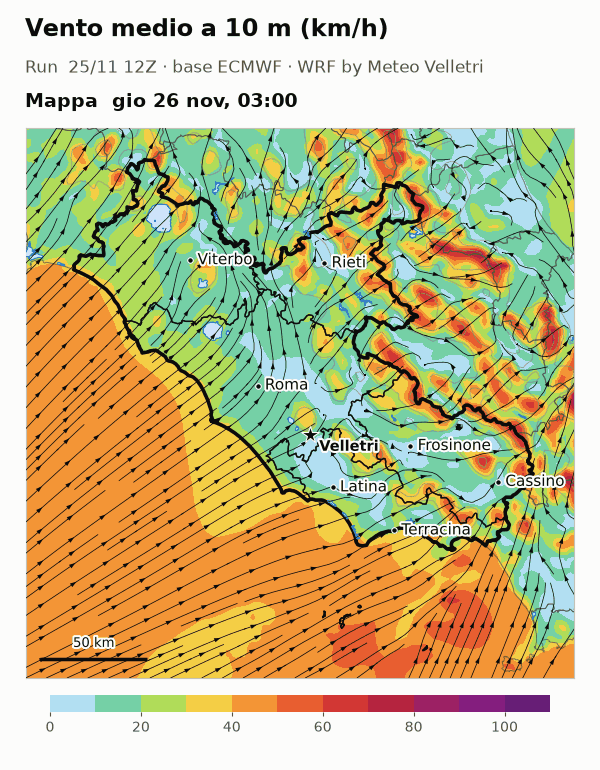 Vento medio a 10 m (km/h)
Run  25/11 12Z · base ECMWF · WRF by Meteo Velletri
Mappa  gio 26 nov, 03:00
Viterbo
Rieti
Roma
Velletri
Frosinone
Latina
Cassino
Terracina
50 km
0 20 40 60 80 100